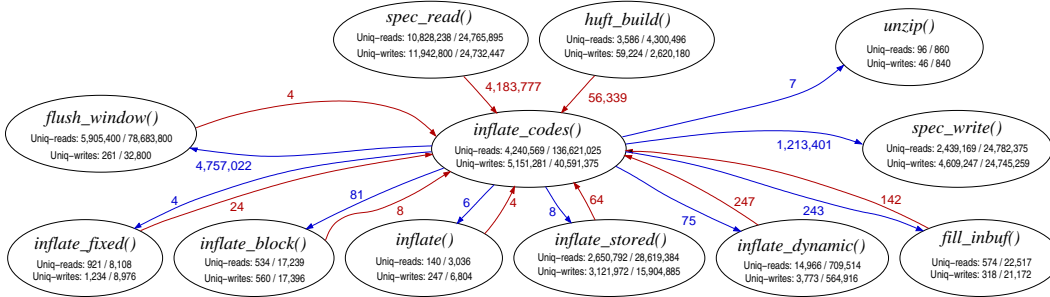 spec_read()
Uniq-reads: 10,828,238 / 24,765,895
Uniq-writes: 11,942,800 / 24,732,447
huft_build()
Uniq-reads: 3,586 / 4,300,496
Uniq-writes: 59,224 / 2,620,180
unzip()
Uniq-reads: 96 / 860
Uniq-writes: 46 / 840
4,183,777
56,339
7
4
flush_window()
Uniq-reads: 5,905,400 / 78,683,800
Uniq-writes: 261 / 32,800
inflate_codes()
Uniq-reads: 4,240,569 / 136,621,025
Uniq-writes: 5,151,281 / 40,591,375
spec_write()
Uniq-reads: 2,439,169 / 24,782,375
Uniq-writes: 4,609,247 / 24,745,259
4,757,022
1,213,401
4
24
81
8
6
4
8
64
75
247
243
142
inflate_fixed()
Uniq-reads: 921 / 8,108
Uniq-writes: 1,234 / 8,976
inflate_block()
Uniq-reads: 534 / 17,239
Uniq-writes: 560 / 17,396
inflate()
Uniq-reads: 140 / 3,036
Uniq-writes: 247 / 6,804
inflate_stored()
Uniq-reads: 2,650,792 / 28,619,384
Uniq-writes: 3,121,972 / 15,904,885
inflate_dynamic()
Uniq-reads: 14,966 / 709,514
Uniq-writes: 3,773 / 564,916
fill_inbuf()
Uniq-reads: 574 / 22,517
Uniq-writes: 318 / 21,172